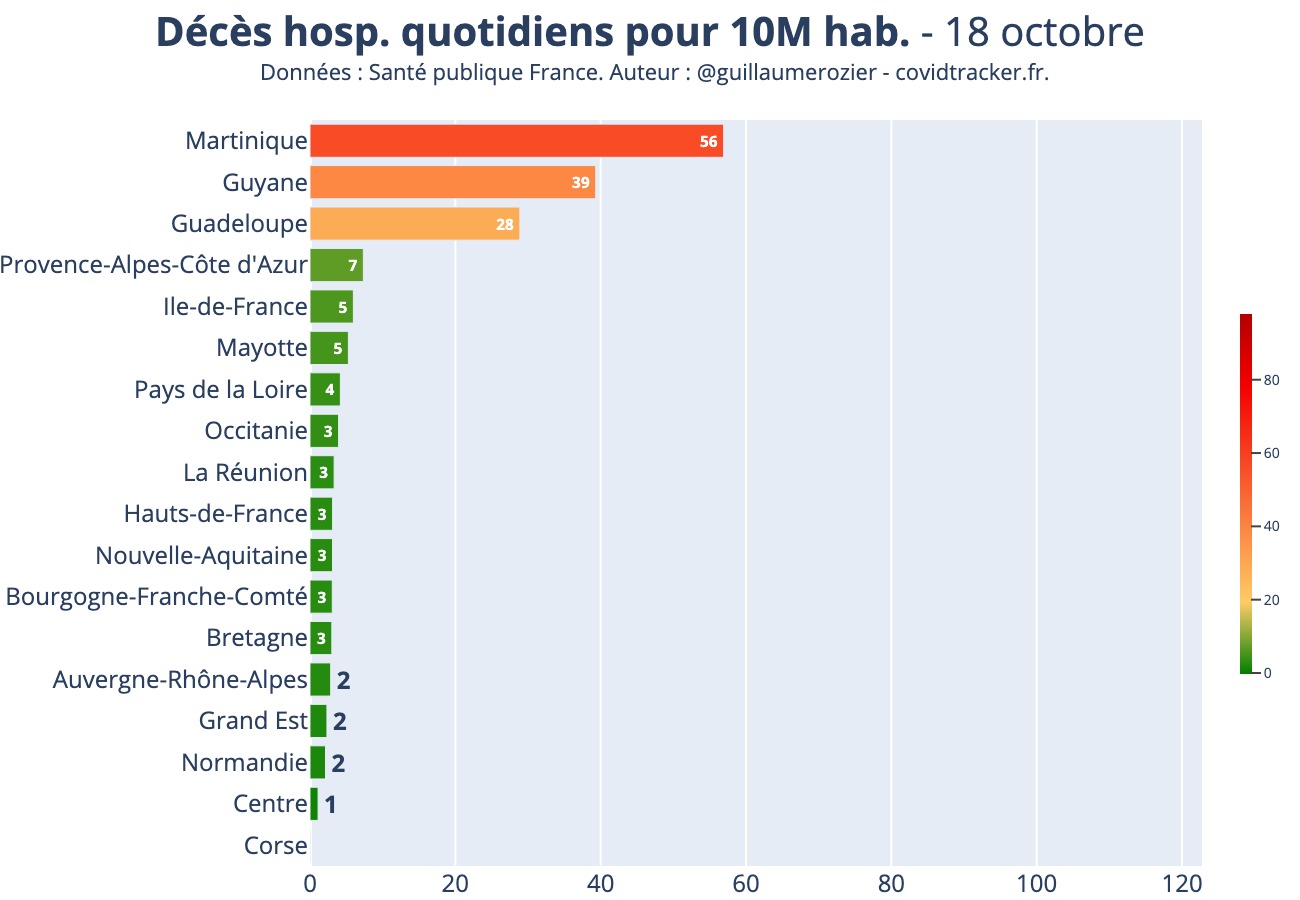 Décès hosp. quotidiens pour 10M hab. - 18 octobre
Données : Santé publique France. Auteur : @guillaumerozier - covidtracker.fr.
Martinique 56
Guyane 39
Guadeloupe 28
Provence-Alpes-Côte d'Azur 7
Ile-de-France 5
Mayotte 5
Pays de la Loire 4
Occitanie 3
La Réunion 3
Hauts-de-France 3
Nouvelle-Aquitaine 3
Bourgogne-Franche-Comté 3
Bretagne 3
Auvergne-Rhône-Alpes 2
Grand Est 2
Normandie 2
Centre 1
Corse
0 20 40 60 80 100 120
80
60
40
20
0